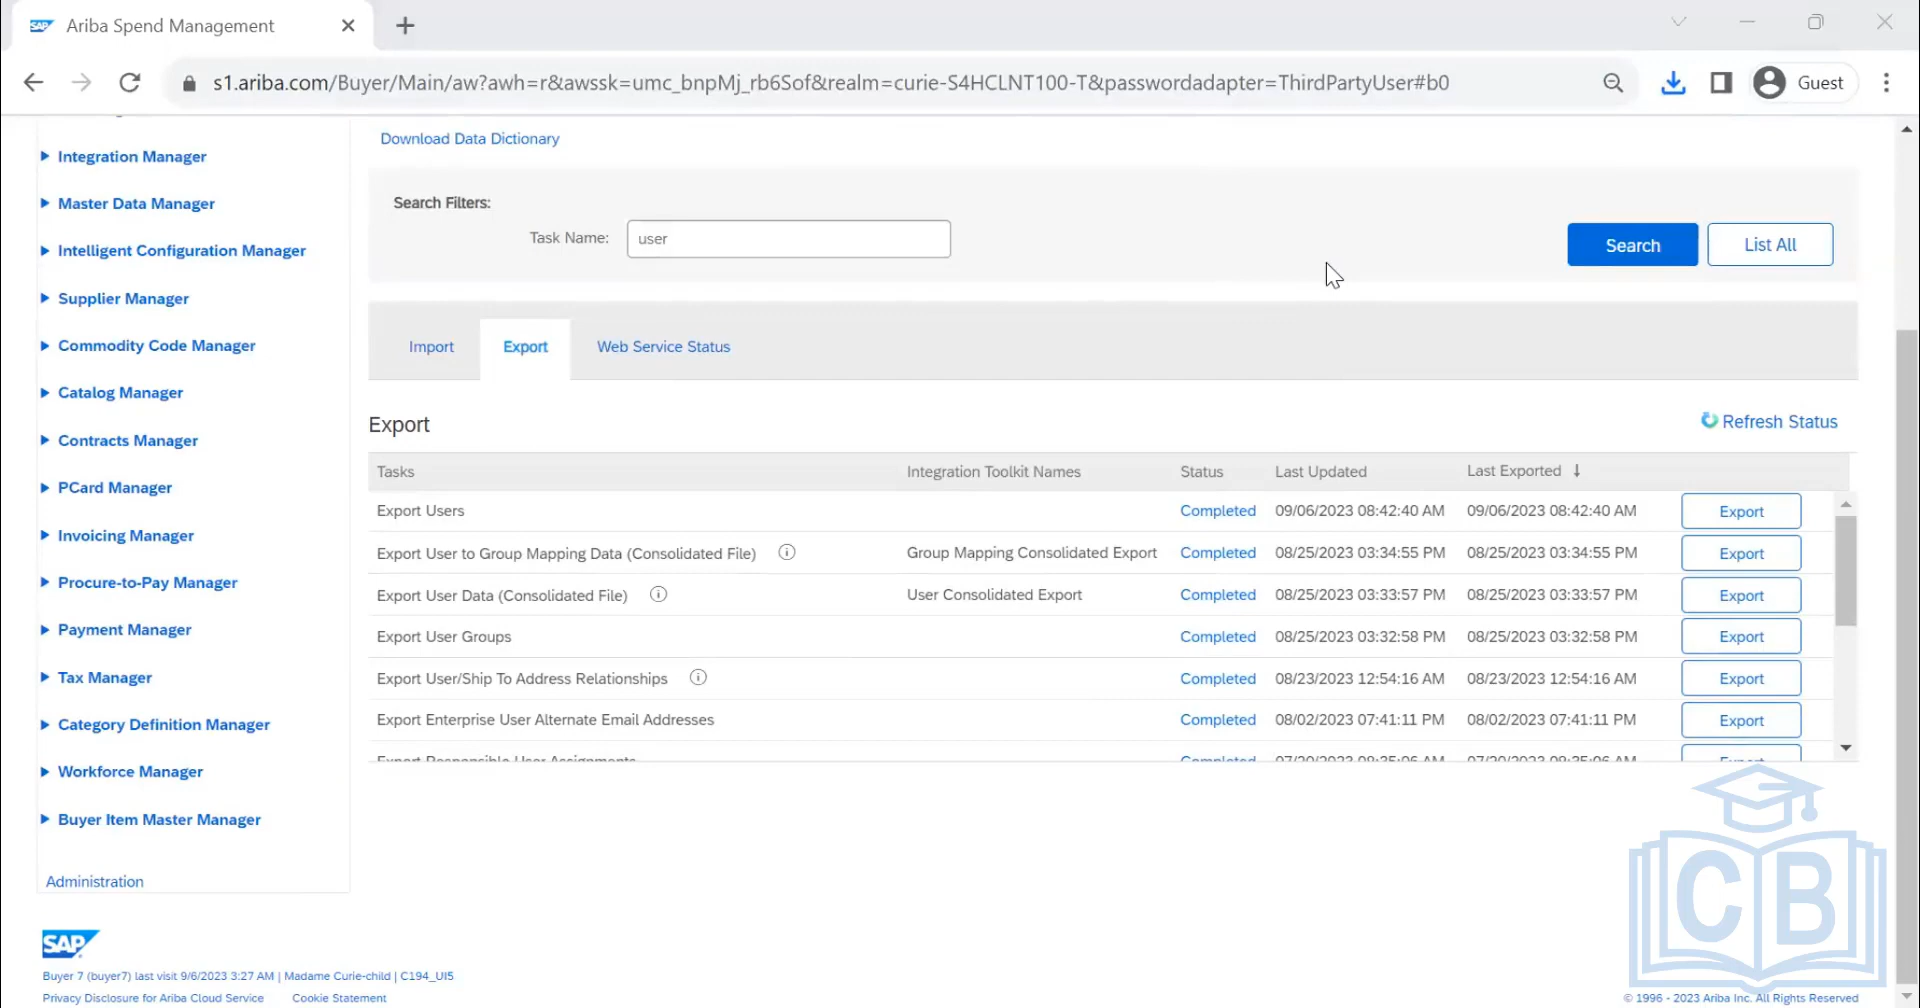 SAP Ariba Spend Management
s1.ariba.com/Buyer/Main/aw?awh=r&awssk=umc_bnpMj_rb6Sof&realm=curie-S4HCLNT100-T&passwordadapter=ThirdPartyUser#b0 Guest
Integration Manager
Master Data Manager
Intelligent Configuration Manager
Supplier Manager
Commodity Code Manager
Catalog Manager
Contracts Manager
PCard Manager
Invoicing Manager
Procure-to-Pay Manager
Payment Manager
Tax Manager
Category Definition Manager
Workforce Manager
Buyer Item Master Manager
Administration
Download Data Dictionary
Search Filters:
Task Name: user
Search List All
Import Export Web Service Status
Export Refresh Status
Tasks Integration Toolkit Names Status Last Updated Last Exported ↓
Export Users Completed 09/06/2023 08:42:40 AM 09/06/2023 08:42:40 AM Export
Export User to Group Mapping Data (Consolidated File) Group Mapping Consolidated Export Completed 08/25/2023 03:34:55 PM 08/25/2023 03:34:55 PM Export
Export User Data (Consolidated File) User Consolidated Export Completed 08/25/2023 03:33:57 PM 08/25/2023 03:33:57 PM Export
Export User Groups Completed 08/25/2023 03:32:58 PM 08/25/2023 03:32:58 PM Export
Export User/Ship To Address Relationships Completed 08/23/2023 12:54:16 AM 08/23/2023 12:54:16 AM Export
Export Enterprise User Alternate Email Addresses Completed 08/02/2023 07:41:11 PM 08/02/2023 07:41:11 PM Export
Export Responsible User Assignments Completed 07/20/2023 08:35:06 AM 07/20/2023 08:35:06 AM Export
CB
SAP
Buyer 7 (buyer7) last visit 9/6/2023 3:27 AM | Madame Curie-child | C194_UI5
Privacy Disclosure for Ariba Cloud Service Cookie Statement
© 1996 - 2023 Ariba Inc. All Rights Reserved